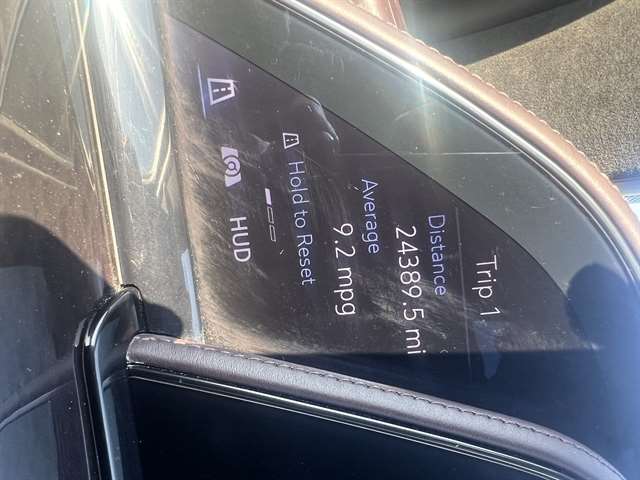 Trip 1
Distance
24389.5 mi
Average
9.2 mpg
Hold to Reset
HUD